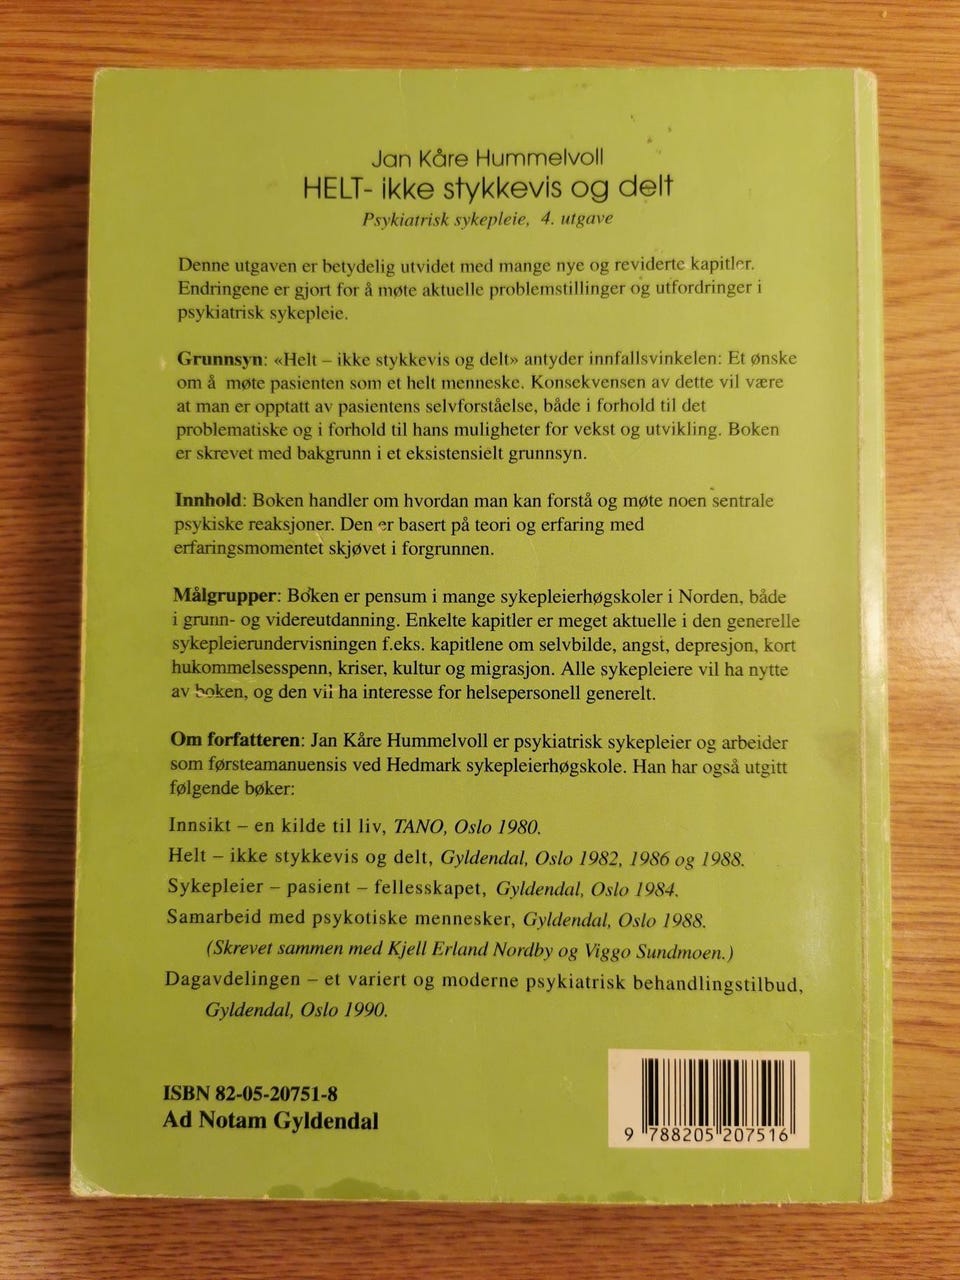 Jan Kåre Hummelvoll
HELT- ikke stykkevis og delt
Psykiatrisk sykepleie, 4. utgave
Denne utgaven er betydelig utvidet med mange nye og reviderte kapitler.
Endringene er gjort for å møte aktuelle problemstillinger og utfordringer i
psykiatrisk sykepleie.
Grunnsyn: «Helt – ikke stykkevis og delt» antyder innfallsvinkelen: Et ønske
om å møte pasienten som et helt menneske. Konsekvensen av dette vil være
at man er opptatt av pasientens selvforståelse, både i forhold til det
problematiske og i forhold til hans muligheter for vekst og utvikling. Boken
er skrevet med bakgrunn i et eksistensielt grunnsyn.
Innhold: Boken handler om hvordan man kan forstå og møte noen sentrale
psykiske reaksjoner. Den er basert på teori og erfaring med
erfaringsmomentet skjøvet i forgrunnen.
Målgrupper: Boken er pensum i mange sykepleierhøgskoler i Norden, både
i grunn- og videreutdanning. Enkelte kapitler er meget aktuelle i den generelle
sykepleierundervisningen f.eks. kapitlene om selvbilde, angst, depresjon, kort
hukommelsesspenn, kriser, kultur og migrasjon. Alle sykepleiere vil ha nytte
av boken, og den vil ha interesse for helsepersonell generelt.
Om forfatteren: Jan Kåre Hummelvoll er psykiatrisk sykepleier og arbeider
som førsteamanuensis ved Hedmark sykepleierhøgskole. Han har også utgitt
følgende bøker:
Innsikt – en kilde til liv, TANO, Oslo 1980.
Helt – ikke stykkevis og delt, Gyldendal, Oslo 1982, 1986 og 1988.
Sykepleier – pasient – fellesskapet, Gyldendal, Oslo 1984.
Samarbeid med psykotiske mennesker, Gyldendal, Oslo 1988.
(Skrevet sammen med Kjell Erland Nordby og Viggo Sundmoen.)
Dagavdelingen – et variert og moderne psykiatrisk behandlingstilbud,
Gyldendal, Oslo 1990.
ISBN 82-05-20751-8
Ad Notam Gyldendal
9 788205 207516